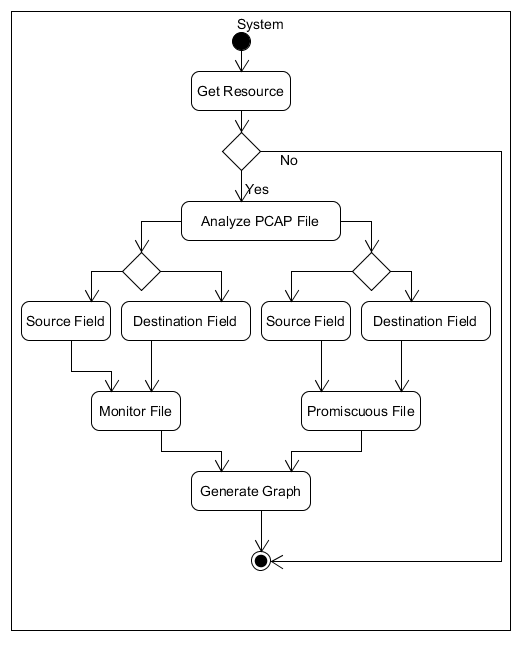 System
Get Resource
No
Yes
Analyze PCAP File
Source Field
Destination Field
Source Field
Destination Field
Monitor File
Promiscuous File
Generate Graph